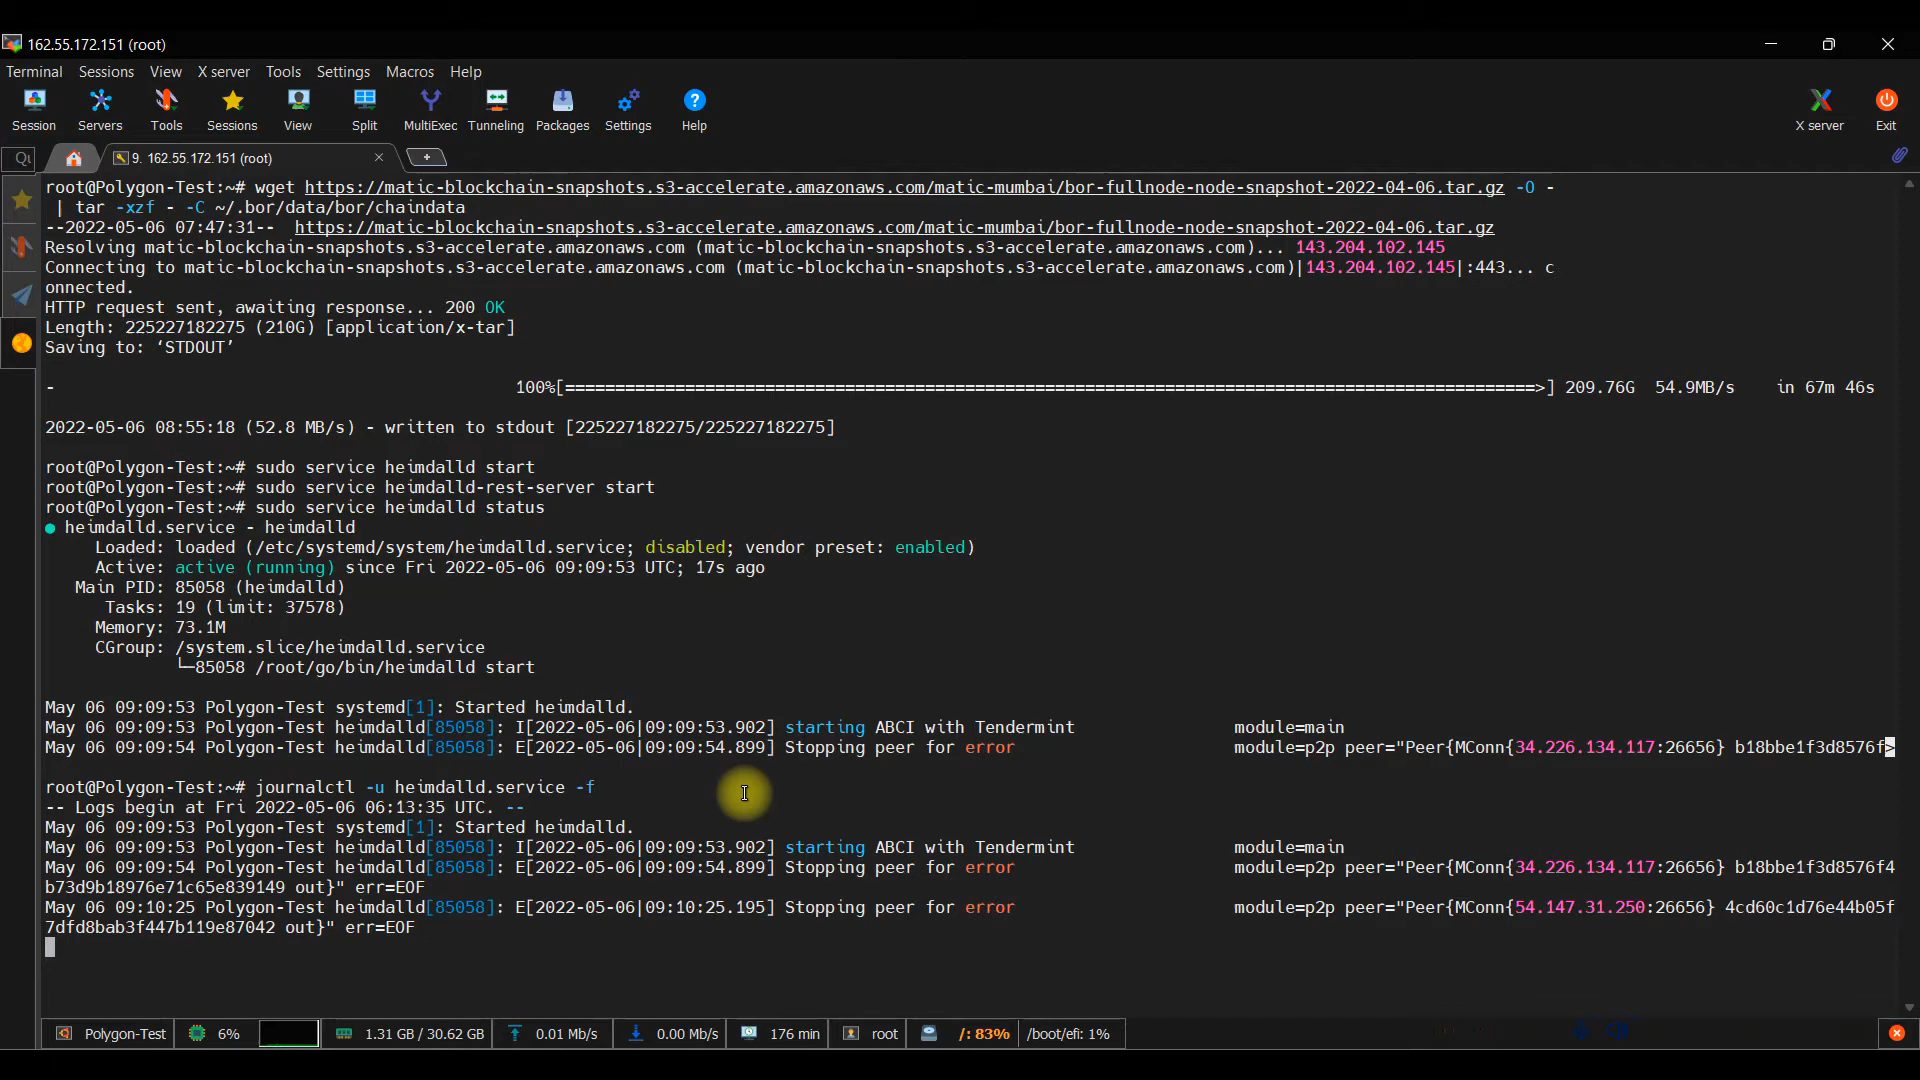 162.55.172.151 (root)
Terminal Sessions View X server Tools Settings Macros Help
Session Servers Tools Sessions View Split MultiExec Tunneling Packages Settings Help X server Exit
9. 162.55.172.151 (root)
root@Polygon-Test:~# wget https://matic-blockchain-snapshots.s3-accelerate.amazonaws.com/matic-mumbai/bor-fullnode-node-snapshot-2022-04-06.tar.gz -O -
| tar -xzf - -C ~/.bor/data/bor/chaindata
--2022-05-06 07:47:31-- https://matic-blockchain-snapshots.s3-accelerate.amazonaws.com/matic-mumbai/bor-fullnode-node-snapshot-2022-04-06.tar.gz
Resolving matic-blockchain-snapshots.s3-accelerate.amazonaws.com (matic-blockchain-snapshots.s3-accelerate.amazonaws.com)... 143.204.102.145
Connecting to matic-blockchain-snapshots.s3-accelerate.amazonaws.com (matic-blockchain-snapshots.s3-accelerate.amazonaws.com)|143.204.102.145|:443... c
onnected.
HTTP request sent, awaiting response... 200 OK
Length: 225227182275 (210G) [application/x-tar]
Saving to: ‘STDOUT’
- 100%[=================================================================================================>] 209.76G 54.9MB/s in 67m 46s
2022-05-06 08:55:18 (52.8 MB/s) - written to stdout [225227182275/225227182275]
root@Polygon-Test:~# sudo service heimdalld start
root@Polygon-Test:~# sudo service heimdalld-rest-server start
root@Polygon-Test:~# sudo service heimdalld status
● heimdalld.service - heimdalld
Loaded: loaded (/etc/systemd/system/heimdalld.service; disabled; vendor preset: enabled)
Active: active (running) since Fri 2022-05-06 09:09:53 UTC; 17s ago
Main PID: 85058 (heimdalld)
Tasks: 19 (limit: 37578)
Memory: 73.1M
CGroup: /system.slice/heimdalld.service
└─85058 /root/go/bin/heimdalld start
May 06 09:09:53 Polygon-Test systemd[1]: Started heimdalld.
May 06 09:09:53 Polygon-Test heimdalld[85058]: I[2022-05-06|09:09:53.902] starting ABCI with Tendermint module=main
May 06 09:09:54 Polygon-Test heimdalld[85058]: E[2022-05-06|09:09:54.899] Stopping peer for error module=p2p peer="Peer{MConn{34.226.134.117:26656} b18bbe1f3d8576f>
root@Polygon-Test:~# journalctl -u heimdalld.service -f
-- Logs begin at Fri 2022-05-06 06:13:35 UTC. --
May 06 09:09:53 Polygon-Test systemd[1]: Started heimdalld.
May 06 09:09:53 Polygon-Test heimdalld[85058]: I[2022-05-06|09:09:53.902] starting ABCI with Tendermint module=main
May 06 09:09:54 Polygon-Test heimdalld[85058]: E[2022-05-06|09:09:54.899] Stopping peer for error module=p2p peer="Peer{MConn{34.226.134.117:26656} b18bbe1f3d8576f4
b73d9b18976e71c65e839149 out}" err=EOF
May 06 09:10:25 Polygon-Test heimdalld[85058]: E[2022-05-06|09:10:25.195] Stopping peer for error module=p2p peer="Peer{MConn{54.147.31.250:26656} 4cd60c1d76e44b05f
7dfd8bab3f447b119e87042 out}" err=EOF
Polygon-Test 6% 1.31 GB / 30.62 GB 0.01 Mb/s 0.00 Mb/s 176 min root /: 83% /boot/efi: 1%